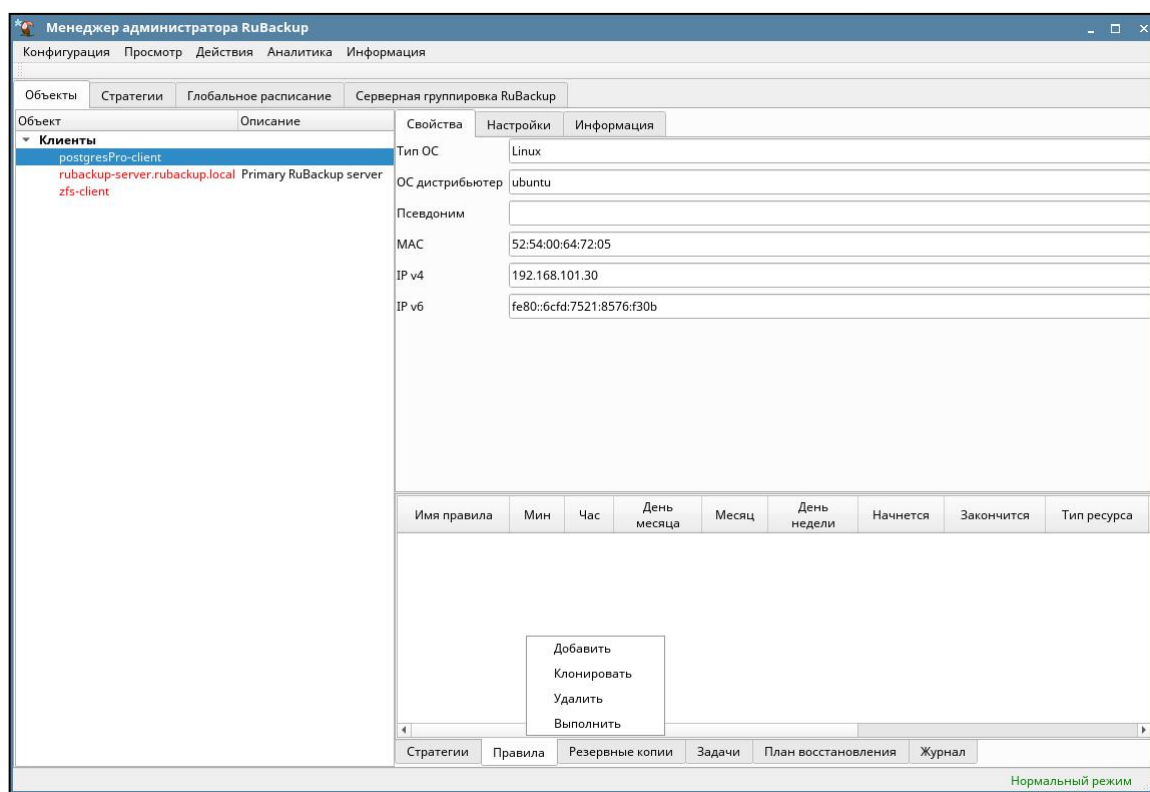 Менеджер администратора RuBackup
Конфигурация Просмотр Действия Аналитика Информация
Объекты Стратегии Глобальное расписание Серверная группировка RuBackup
Объект Описание
Клиенты
postgresPro-client
rubackup-server.rubackup.local Primary RuBackup server
zfs-client
Свойства Настройки Информация
Тип ОС Linux
ОС дистрибьютер ubuntu
Псевдоним
MAC 52:54:00:64:72:05
IP v4 192.168.101.30
IP v6 fe80::6cfd:7521:8576:f30b
Имя правила Мин Час День месяца Месяц День недели Начнется Закончится Тип ресурса
Добавить
Клонировать
Удалить
Выполнить
Стратегии Правила Резервные копии Задачи План восстановления Журнал
Нормальный режим